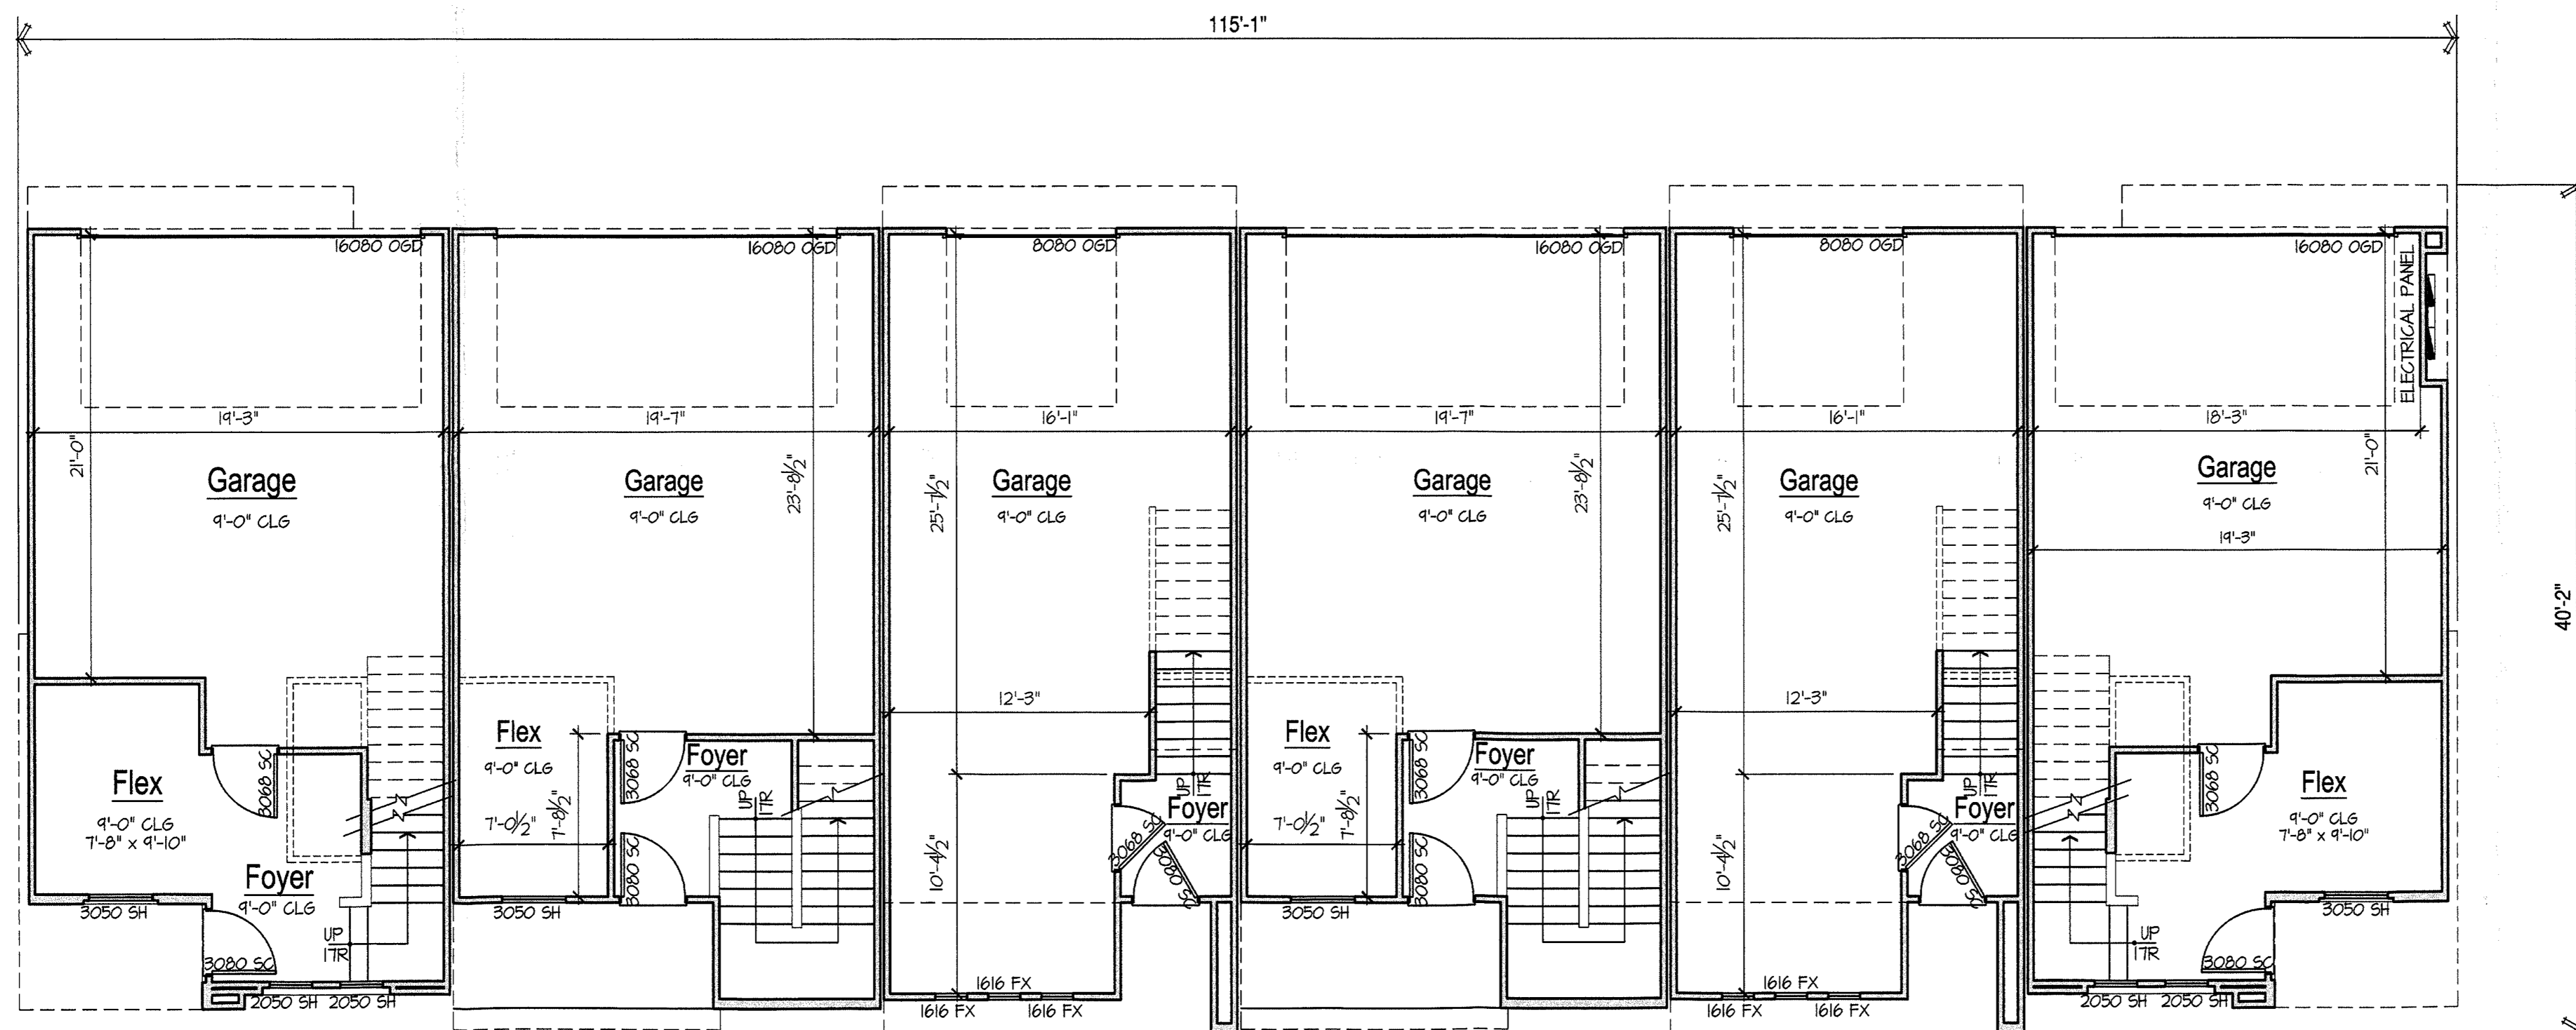 115'-1"
16080 OGD
16080 OGD
8080 OGD
16080 OGD
8080 OGD
16080 OGD
ELECTRICAL PANEL
19'-3"
19'-7"
16'-1"
19'-7"
16'-1"
18'-3"
21'-0"
23'-8½"
25'-7½"
23'-8½"
25'-7½"
21'-0"
Garage
9'-0" CLG
Garage
9'-0" CLG
Garage
9'-0" CLG
Garage
9'-0" CLG
Garage
9'-0" CLG
Garage
9'-0" CLG
19'-3"
40'-2"
12'-3"
12'-3"
Flex
9'-0" CLG
7'-8" x 9'-10"
3068 SC
Foyer
9'-0" CLG
UP
17R
3050 SH
3080 SC
2050 SH
2050 SH
Flex
9'-0" CLG
7'-0½"
7'-8½"
3068 SC
3080 SC
Foyer
9'-0" CLG
UP
17R
3050 SH
UP
17R
Foyer
9'-0" CLG
3068 SC
3080 SC
10'-4½"
1616 FX
1616 FX
1616 FX
Flex
9'-0" CLG
7'-0½"
7'-8½"
3068 SC
3080 SC
Foyer
9'-0" CLG
UP
17R
3050 SH
UP
17R
Foyer
9'-0" CLG
3068 SC
3080 SC
10'-4½"
1616 FX
1616 FX
1616 FX
3068 SC
Flex
9'-0" CLG
7'-8" x 9'-10"
3050 SH
UP
17R
3080 SC
2050 SH
2050 SH